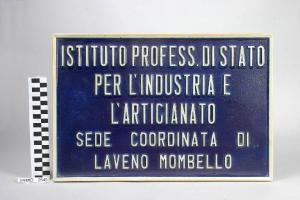 ISTITUTO PROFESS. DI STATO
PER L'INDUSTRIA E
L'ARTIGIANATO
SEDE COORDINATA DI
LAVENO MOMBELLO